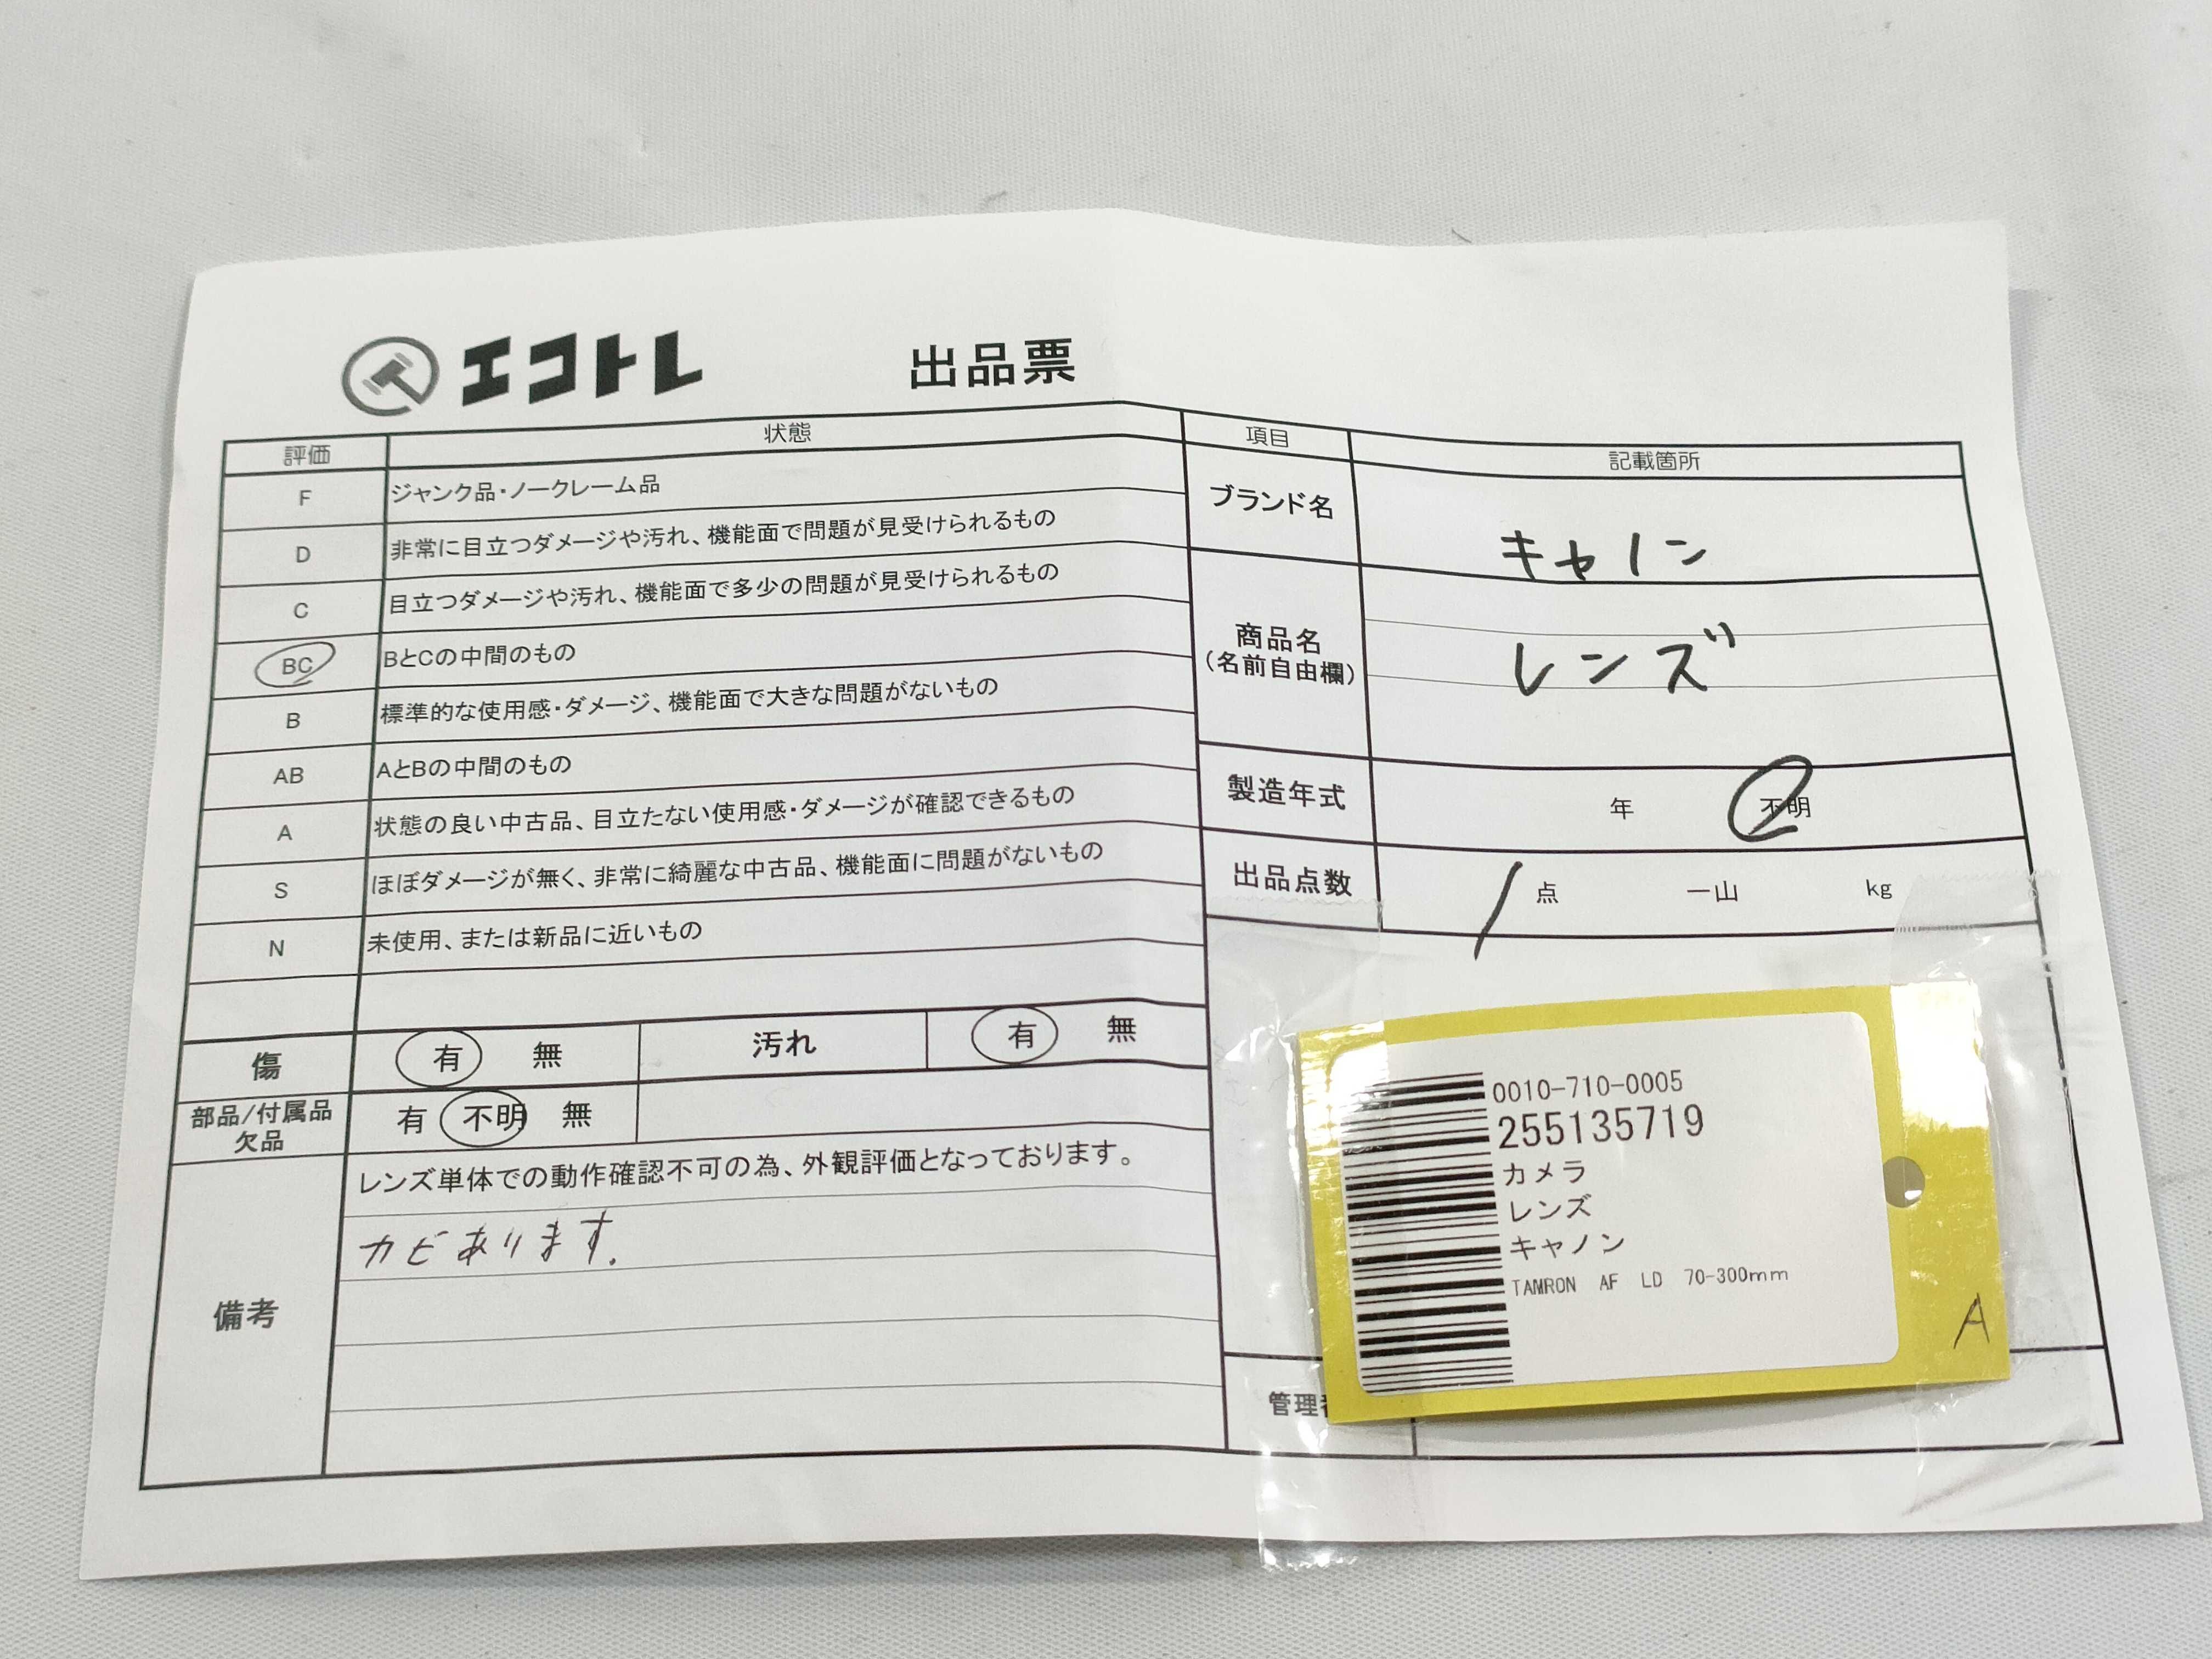 エコトレ 出品票
評価 状態
F ジャンク品・ノークレーム品
D 非常に目立つダメージや汚れ、機能面で問題が見受けられるもの
C 目立つダメージや汚れ、機能面で多少の問題が見受けられるもの
BC BとCの中間のもの
B 標準的な使用感・ダメージ、機能面で大きな問題がないもの
AB AとBの中間のもの
A 状態の良い中古品、目立たない使用感・ダメージが確認できるもの
S ほぼダメージが無く、非常に綺麗な中古品、機能面に問題がないもの
N 未使用、または新品に近いもの
傷 有 無 汚れ 有 無
部品/付属品
欠品 有 不明 無
備考
レンズ単体での動作確認不可の為、外観評価となっております。
カビあります.
項目 記載箇所
ブランド名 キャノン
商品名
(名前自由欄) レンズ
製造年式 年 不明
出品点数 1 点 一山 kg
0010-710-0005
255135719
カメラ
レンズ
キャノン
TAMRON AF LD 70-300mm
A
管理